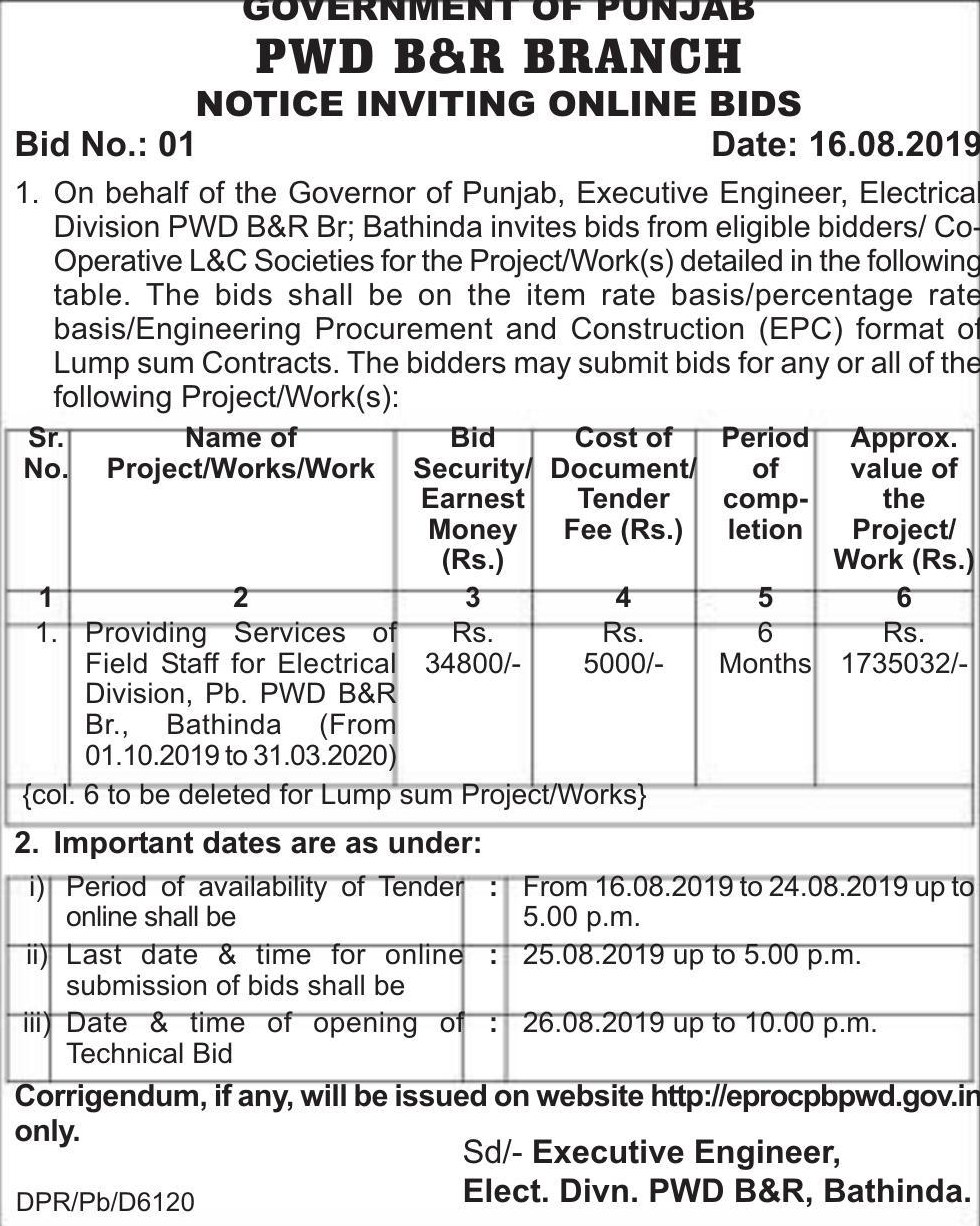 GOVERNMENT OF PUNJAB
PWD B&R BRANCH
NOTICE INVITING ONLINE BIDS
Bid No.: 01 Date: 16.08.2019
1. On behalf of the Governor of Punjab, Executive Engineer, Electrical
Division PWD B&R Br; Bathinda invites bids from eligible bidders/ Co-
Operative L&C Societies for the Project/Work(s) detailed in the following
table. The bids shall be on the item rate basis/percentage rate
basis/Engineering Procurement and Construction (EPC) format of
Lump sum Contracts. The bidders may submit bids for any or all of the
following Project/Work(s):
Sr. Name of Bid Cost of Period Approx.
No. Project/Works/Work Security/ Document/ of value of
Earnest Tender comp- the
Money Fee (Rs.) letion Project/
(Rs.) Work (Rs.)
1 2 3 4 5 6
1. Providing Services of Rs. Rs. 6 Rs.
Field Staff for Electrical 34800/- 5000/- Months 1735032/-
Division, Pb. PWD B&R
Br., Bathinda (From
01.10.2019 to 31.03.2020)
{col. 6 to be deleted for Lump sum Project/Works}
2. Important dates are as under:
i) Period of availability of Tender : From 16.08.2019 to 24.08.2019 up to
online shall be 5.00 p.m.
ii) Last date & time for online : 25.08.2019 up to 5.00 p.m.
submission of bids shall be
iii) Date & time of opening of : 26.08.2019 up to 10.00 p.m.
Technical Bid
Corrigendum, if any, will be issued on website http://eprocpbpwd.gov.in
only.
Sd/- Executive Engineer,
DPR/Pb/D6120 Elect. Divn. PWD B&R, Bathinda.